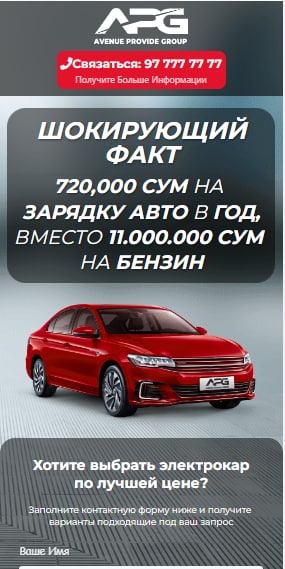 APG
AVENUE PROVIDE GROUP
Связаться: 97 777 77 77
Получите Больше Информации
ШОКИРУЮЩИЙ
ФАКТ
720,000 СУМ НА
ЗАРЯДКУ АВТО В ГОД,
ВМЕСТО 11.000.000 СУМ
НА БЕНЗИН
APG
Хотите выбрать электрокар
по лучшей цене?
Заполните контактную форму ниже и получите
варианты подходящие под ваш запрос
Ваше Имя